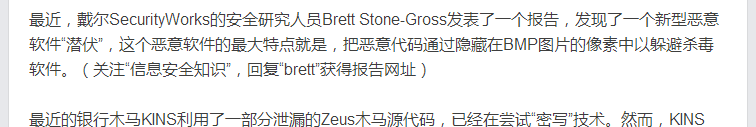 最近，戴尔SecurityWorks的安全研究人员Brett Stone-Gross发表了一个报告，发现了一个新型恶意
软件“潜伏”，这个恶意软件的最大特点就是，把恶意代码通过隐藏在BMP图片的像素中以躲避杀毒
软件。（关注“信息安全知识”，回复“brett”获得报告网址）
最近的银行木马KINS利用了一部分泄漏的Zeus木马源代码，已经在尝试“密写”技术。然而，KINS